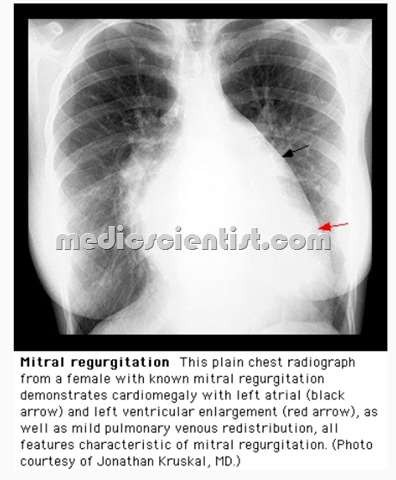 medicscientist.com
Mitral regurgitation This plain chest radiograph
from a female with known mitral regurgitation
demonstrates cardiomegaly with left atrial (black
arrow) and left ventricular enlargement (red arrow), as
well as mild pulmonary venous redistribution, all
features characteristic of mitral regurgitation. (Photo
courtesy of Jonathan Kruskal, MD.)